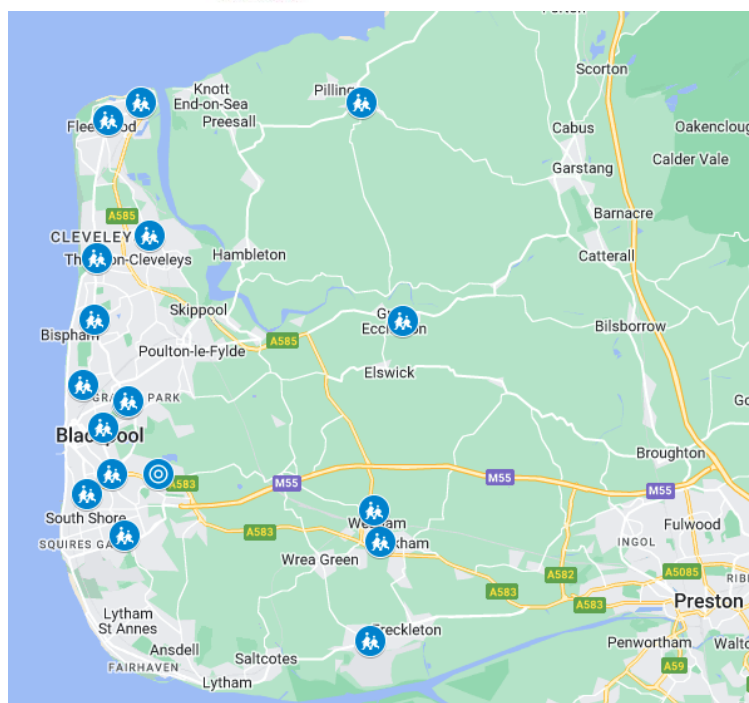 Scorton
Knott
End-on-Sea
Pilling
Preesall
Cabus
Oakenclough
Calder Vale
Garstang
Barnacre
A585
CLEVELEY
Hambleton
Catterall
Skippool
Bispham
A585
Bilsborrow
Poulton-le-Fylde
Elswick
PARK
Broughton
M55
M55
M55
A583
South Shore
Fulwood
A583
INGOL
Wrea Green
A582
A5085
A583
A583
Preston
Lytham
St Annes
Ansdell
Saltcotes
Penwortham
FAIRHAVEN
Lytham
A59